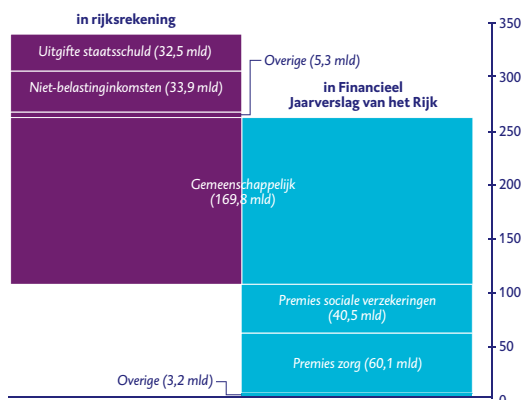 in rijksrekening
Uitgifte staatsschuld (32,5 mld)
Niet-belastinginkomsten (33,9 mld)
Overige (5,3 mld)
in Financieel
Jaarverslag van het Rijk
Gemeenschappelijk
(169,8 mld)
Premies sociale verzekeringen
(40,5 mld)
Premies zorg (60,1 mld)
Overige (3,2 mld)
350
300
250
200
150
100
50
0